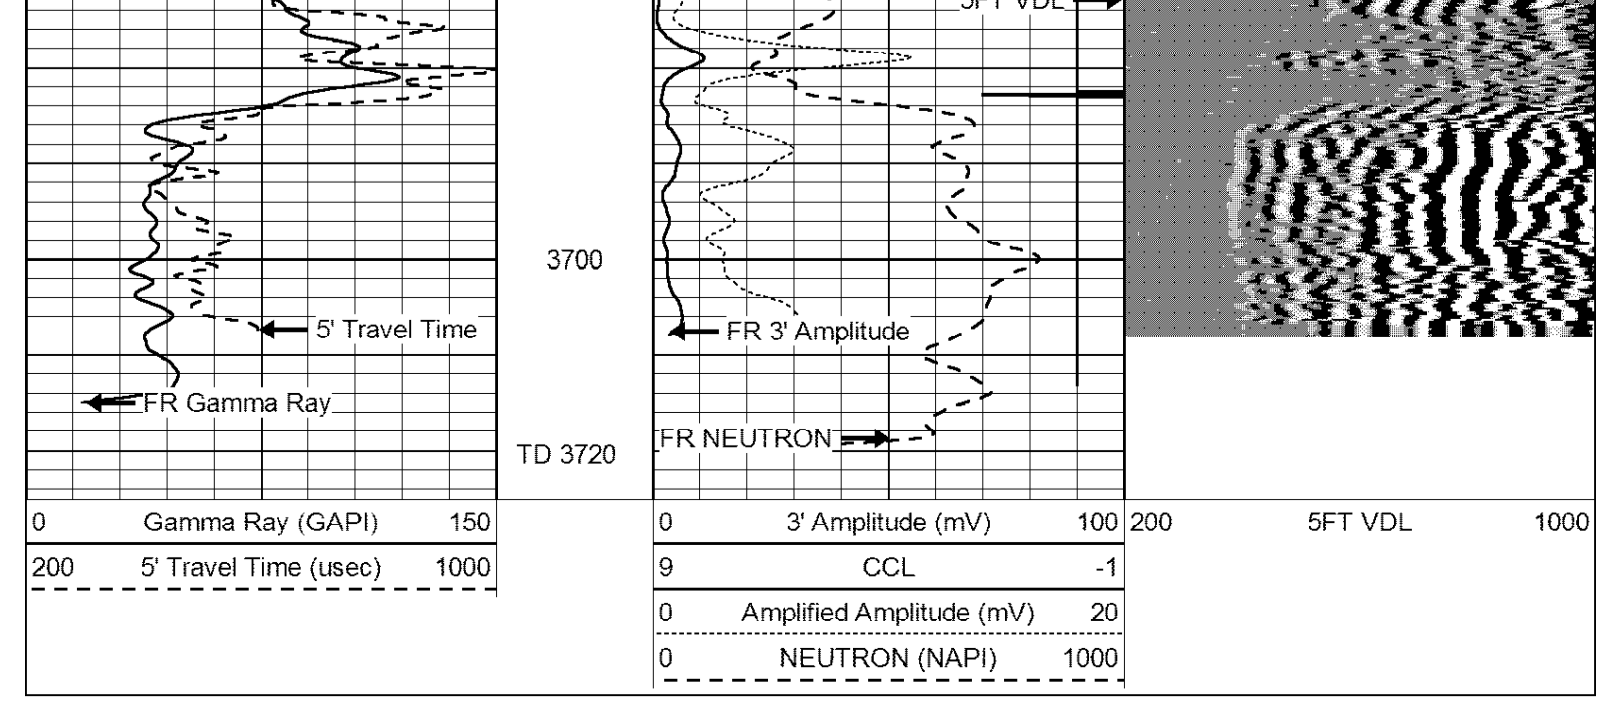 5FT VDL
3700
5' Travel Time
FR 3' Amplitude
FR Gamma Ray
FR NEUTRON
TD 3720
0 Gamma Ray (GAPI) 150
0 3' Amplitude (mV) 100
200 5FT VDL 1000
200 5' Travel Time (usec) 1000
9 CCL -1
0 Amplified Amplitude (mV) 20
0 NEUTRON (NAPI) 1000